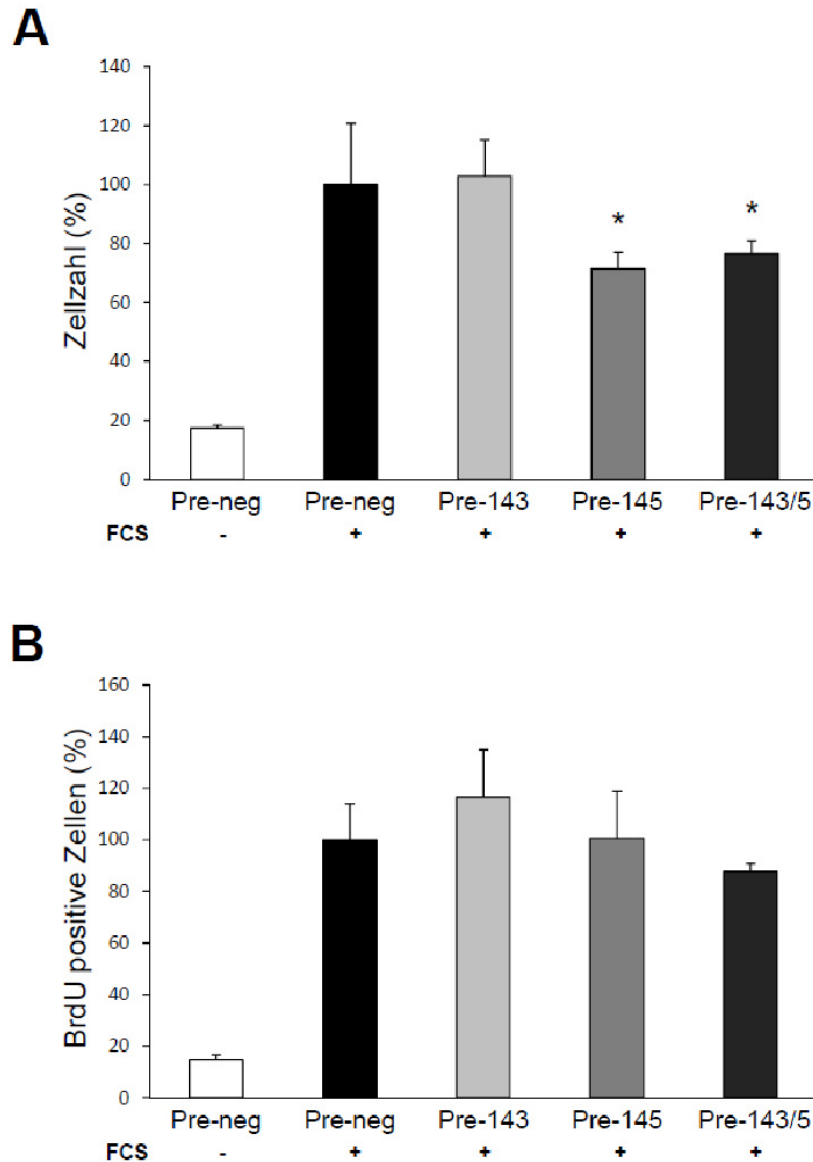 A
140
120
100
80
60
40
20
0
Zellzahl (%)
* *
Pre-neg Pre-neg Pre-143 Pre-145 Pre-143/5
FCS - + + + +
B
160
140
120
100
80
60
40
20
0
BrdU positive Zellen (%)
Pre-neg Pre-neg Pre-143 Pre-145 Pre-143/5
FCS - + + + +